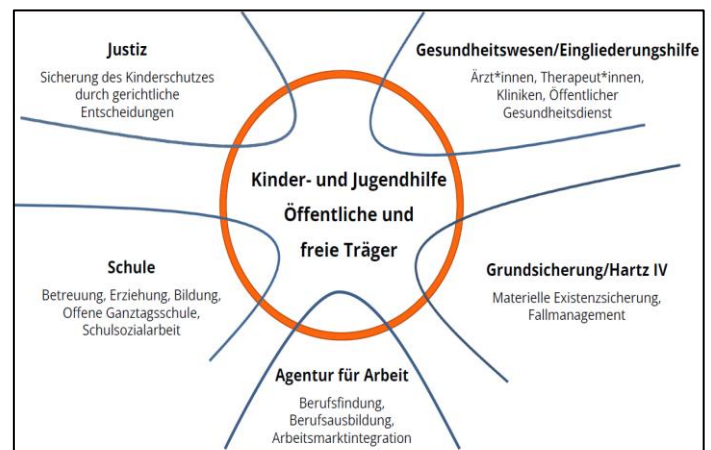 Justiz
Sicherung des Kinderschutzes
durch gerichtliche
Entscheidungen
Gesundheitswesen/Eingliederungshilfe
Ärzt*innen, Therapeut*innen,
Kliniken, Öffentlicher
Gesundheitsdienst
Kinder- und Jugendhilfe
Öffentliche und
freie Träger
Schule
Betreuung, Erziehung, Bildung,
Offene Ganztagsschule,
Schulsozialarbeit
Grundsicherung/Hartz IV
Materielle Existenzsicherung,
Fallmanagement
Agentur für Arbeit
Berufsfindung,
Berufsausbildung,
Arbeitsmarktintegration